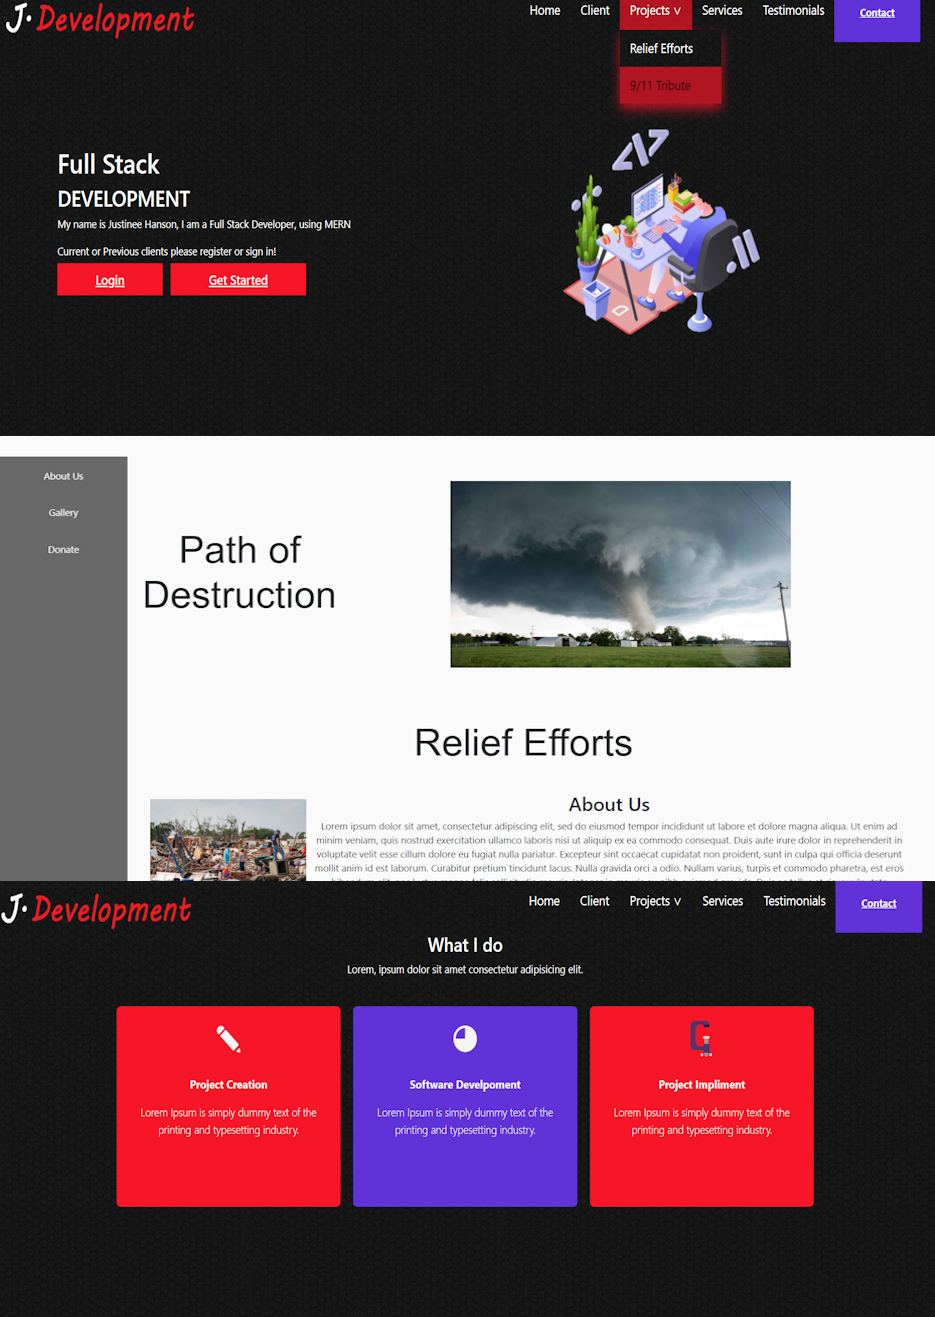 J· Development
Home Client Projects ∨ Services Testimonials Contact
Relief Efforts
9/11 Tribute
Full Stack
DEVELOPMENT
My name is Justinee Hanson, I am a Full Stack Developer, using MERN
Current or Previous clients please register or sign in!
Login Get Started
About Us
Gallery
Donate
Path of
Destruction
Relief Efforts
About Us
Lorem ipsum dolor sit amet, consectetur adipiscing elit, sed do eiusmod tempor incididunt ut labore et dolore magna aliqua. Ut enim ad
minim veniam, quis nostrud exercitation ullamco laboris nisi ut aliquip ex ea commodo consequat. Duis aute irure dolor in reprehenderit in
voluptate velit esse cillum dolore eu fugiat nulla pariatur. Excepteur sint occaecat cupidatat non proident, sunt in culpa qui officia deserunt
mollit anim id est laborum. Curabitur pretium tincidunt lacus. Nulla gravida orci a odio. Nullam varius, turpis et commodo pharetra, est eros
J· Development
Home Client Projects ∨ Services Testimonials Contact
What I do
Lorem, ipsum dolor sit amet consectetur adipisicing elit.
Project Creation
Lorem Ipsum is simply dummy text of the
printing and typesetting industry.
Software Develpoment
Lorem Ipsum is simply dummy text of the
printing and typesetting industry.
Project Impliment
Lorem Ipsum is simply dummy text of the
printing and typesetting industry.